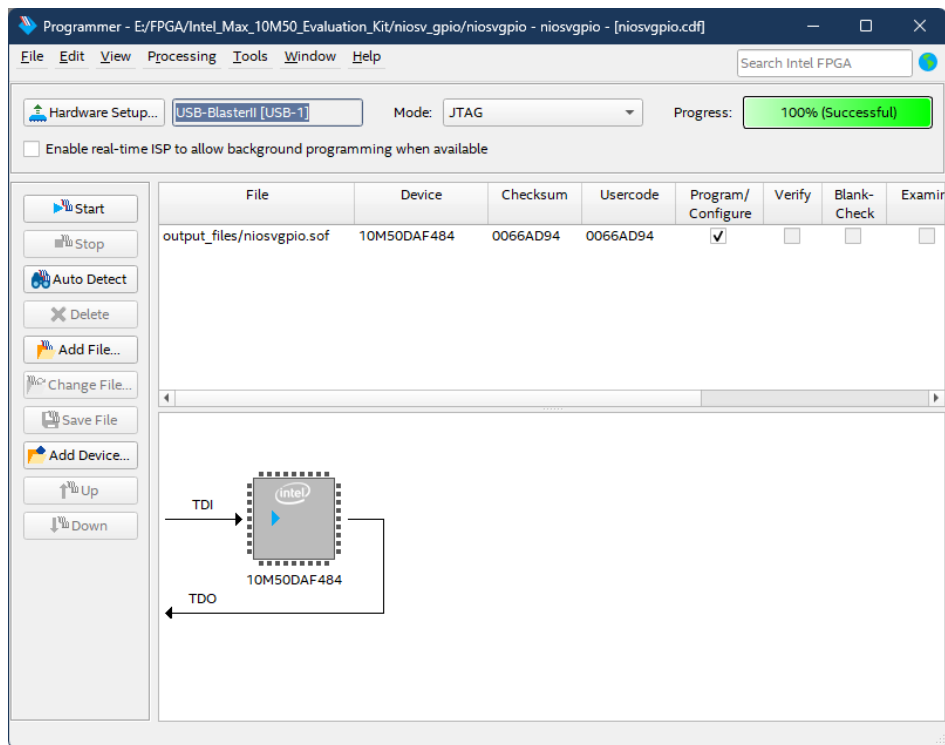 Programmer - E:/FPGA/Intel_Max_10M50_Evaluation_Kit/niosv_gpio/niosvgpio - niosvgpio - [niosvgpio.cdf]
File Edit View Processing Tools Window Help
Search Intel FPGA
Hardware Setup... USB-BlasterII [USB-1] Mode: JTAG Progress: 100% (Successful)
Enable real-time ISP to allow background programming when available
Start
Stop
Auto Detect
Delete
Add File...
Change File...
Save File
Add Device...
Up
Down
File Device Checksum Usercode Program/ Verify Blank- Examin
Configure Check
output_files/niosvgpio.sof 10M50DAF484 0066AD94 0066AD94
TDI
intel
10M50DAF484
TDO